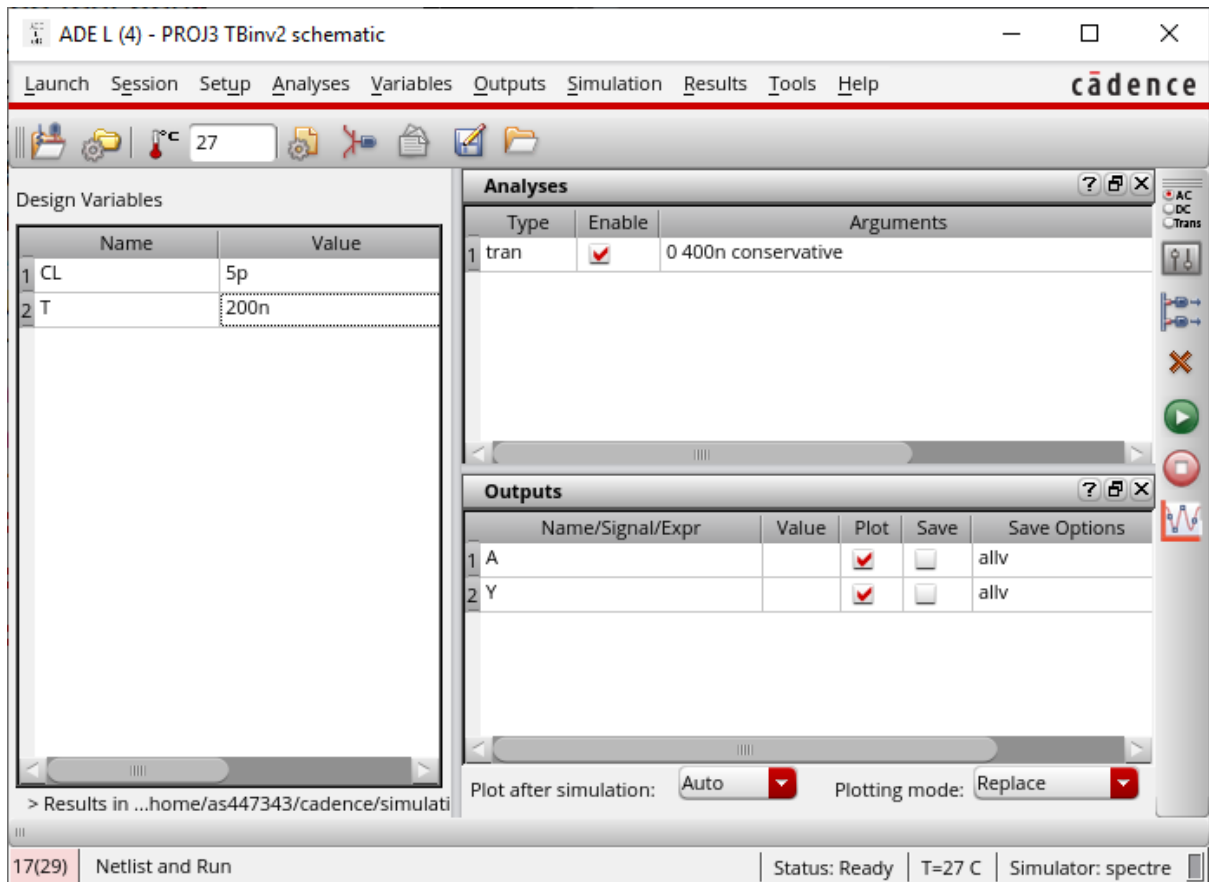 ADE L (4) - PROJ3 TBinv2 schematic
Launch Session Setup Analyses Variables Outputs Simulation Results Tools Help cādence
°C 27
Design Variables
Name Value
1 CL 5p
2 T 200n
> Results in ...home/as447343/cadence/simulati
Analyses
Type Enable Arguments
1 tran 0 400n conservative
Outputs
Name/Signal/Expr Value Plot Save Save Options
1 A allv
2 Y allv
Plot after simulation: Auto Plotting mode: Replace
AC
DC
Trans
17(29) Netlist and Run Status: Ready T=27 C Simulator: spectre